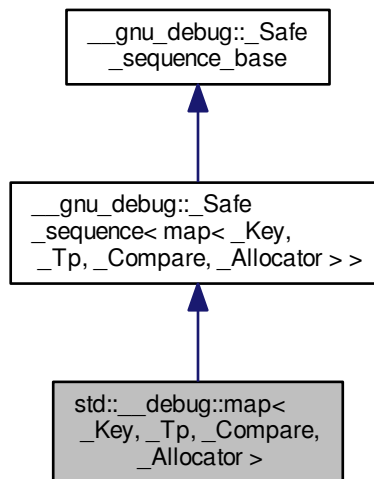 __gnu_debug::_Safe
_sequence_base
__gnu_debug::_Safe
_sequence< map< _Key,
_Tp, _Compare, _Allocator > >
std::__debug::map<
_Key, _Tp, _Compare,
_Allocator >